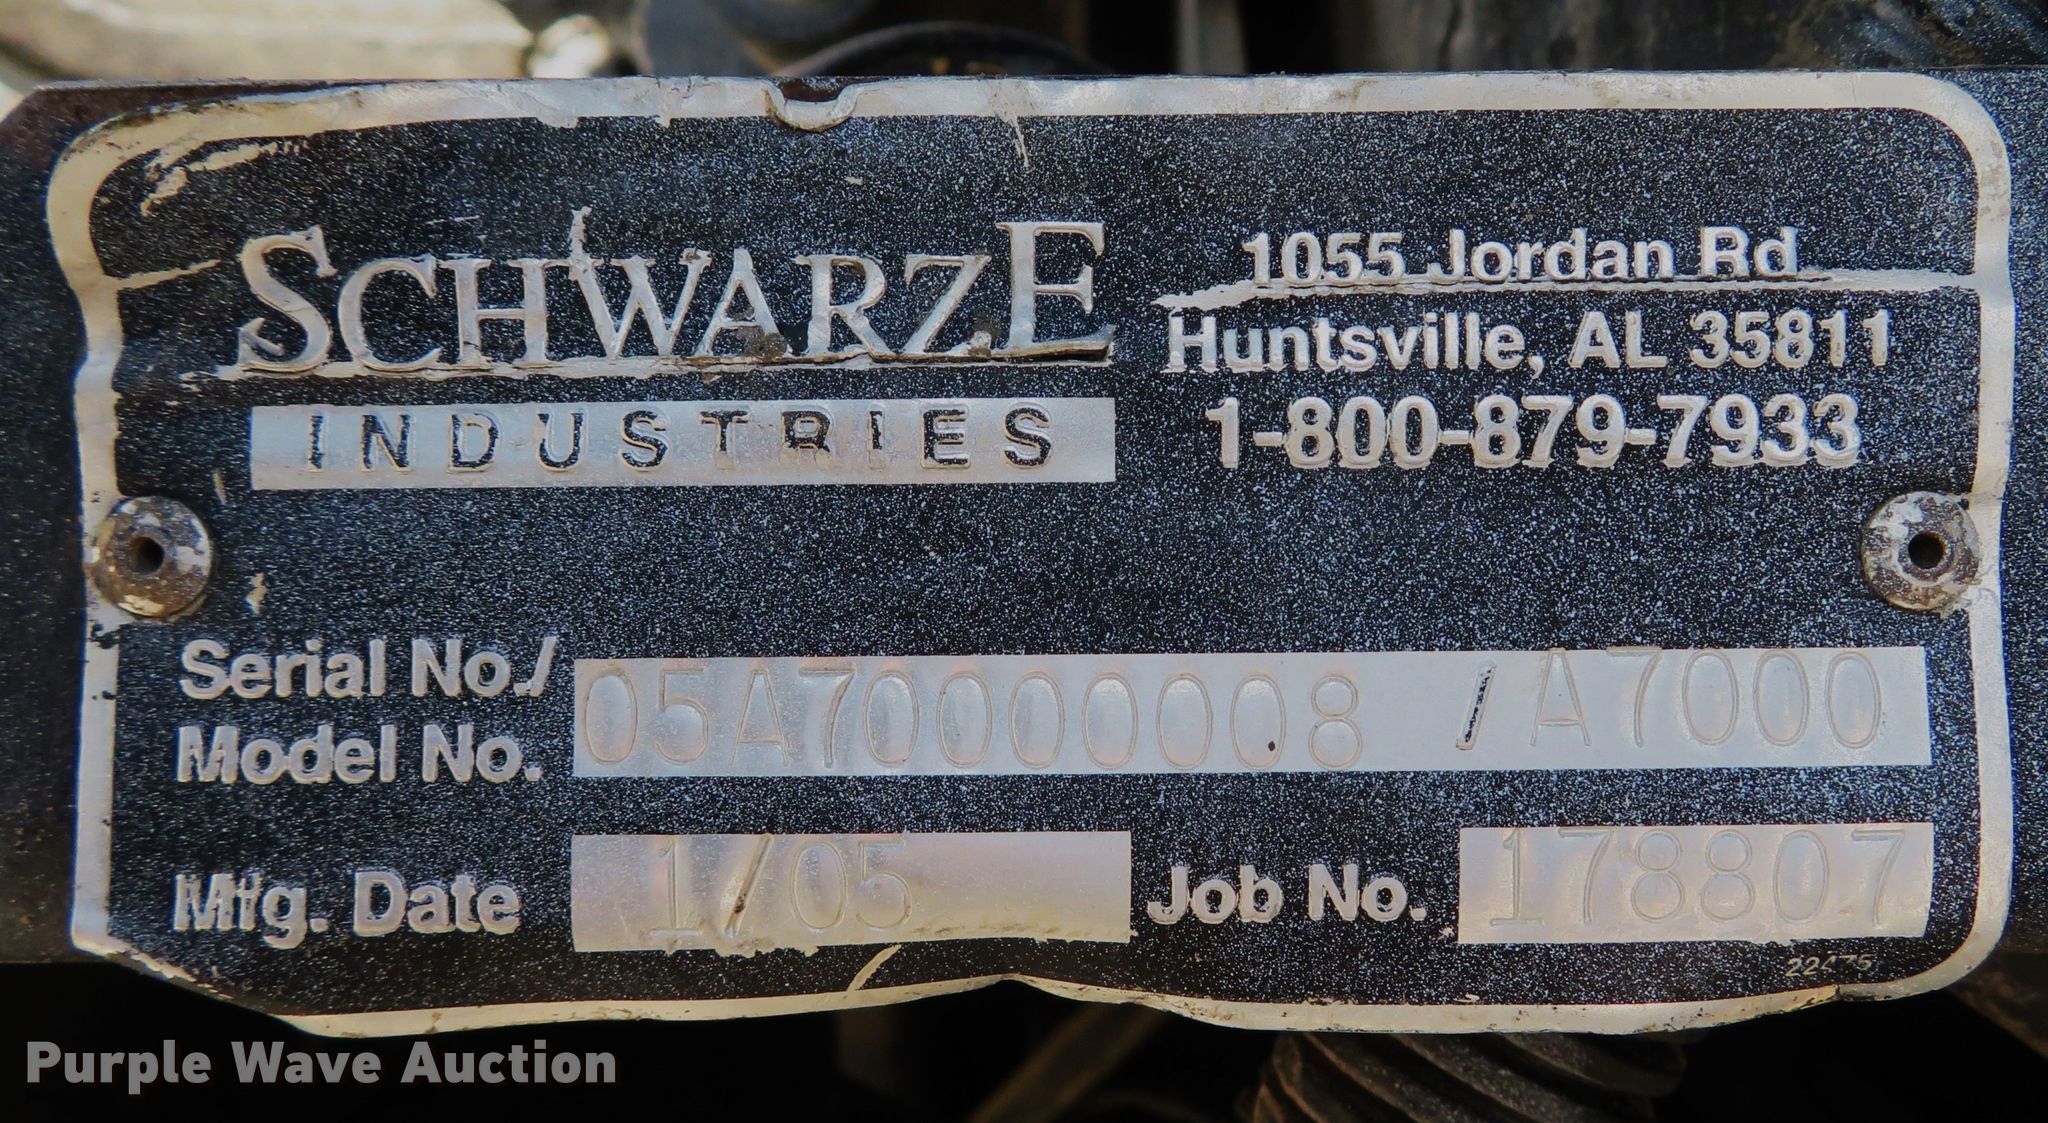 SCHWARZE
INDUSTRIES
1055 Jordan Rd
Huntsville, AL 35811
1-800-879-7933
Serial No./
Model No.
05A70000008 / A7000
Mfg. Date 1/05 Job No. 178807
Purple Wave Auction